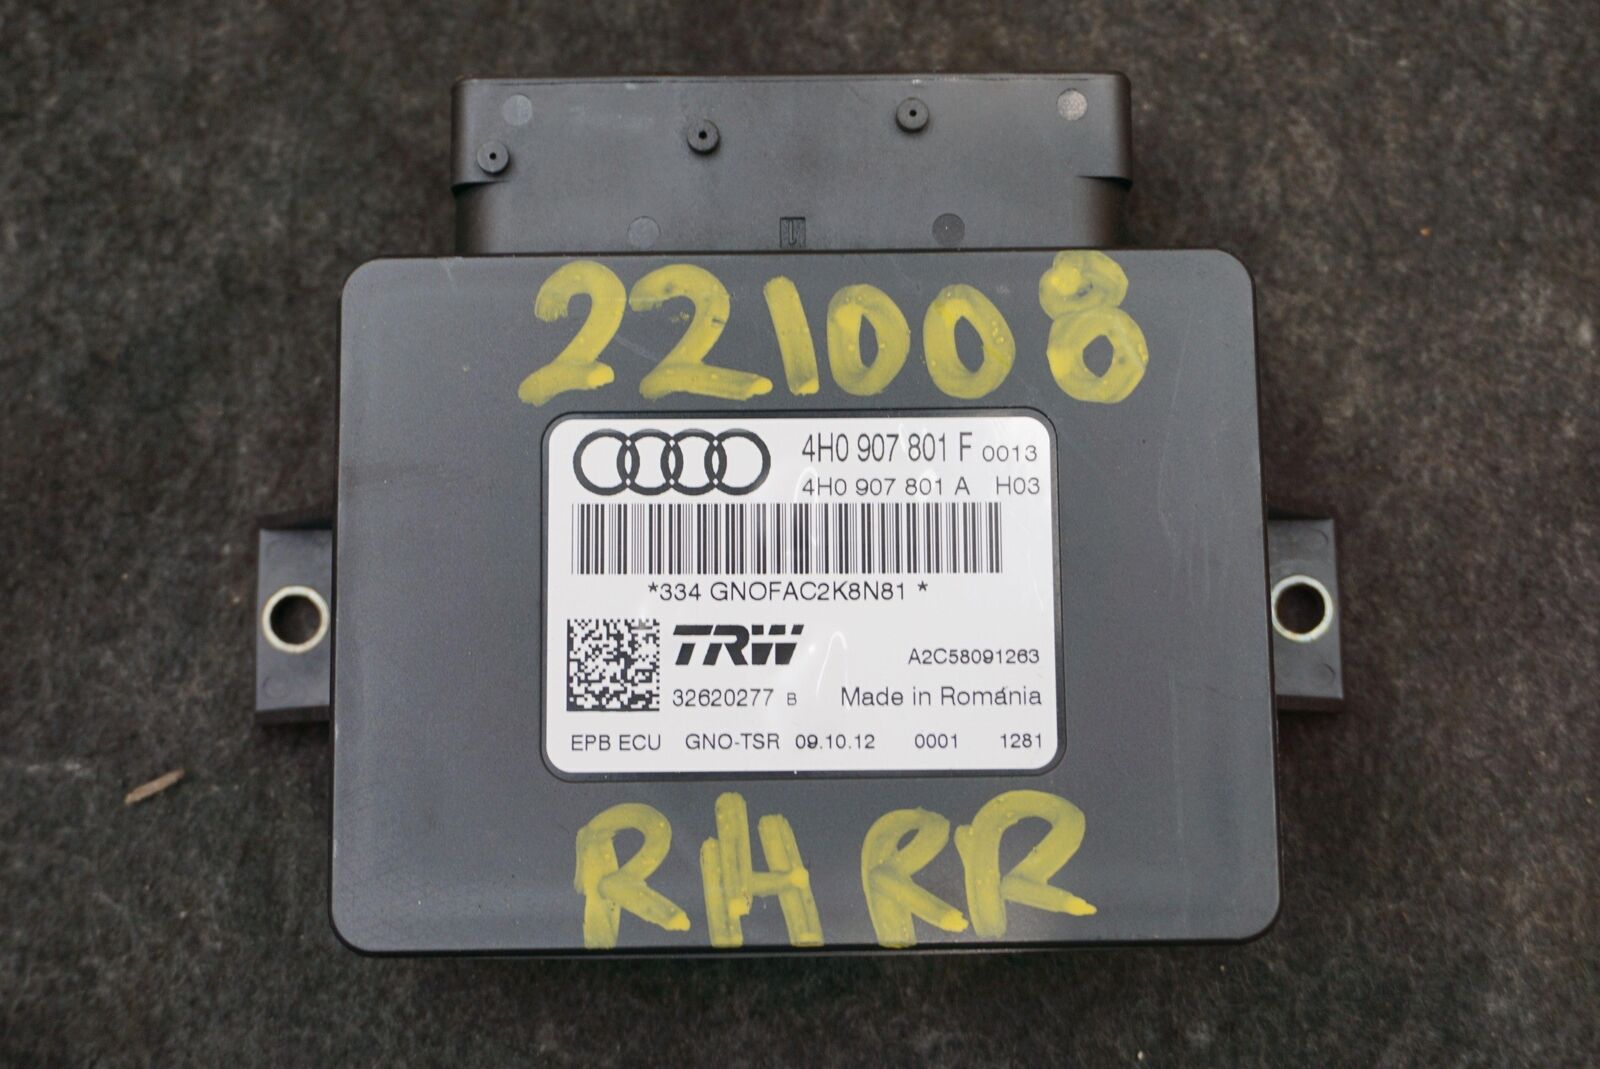 221008
4H0 907 801 F 0013
4H0 907 801 A H03
*334 GNOFAC2K8N81 *
TRW A2C58091263
32620277 B Made in Románia
EPB ECU GNO-TSR 09.10.12 0001 1281
RH RR